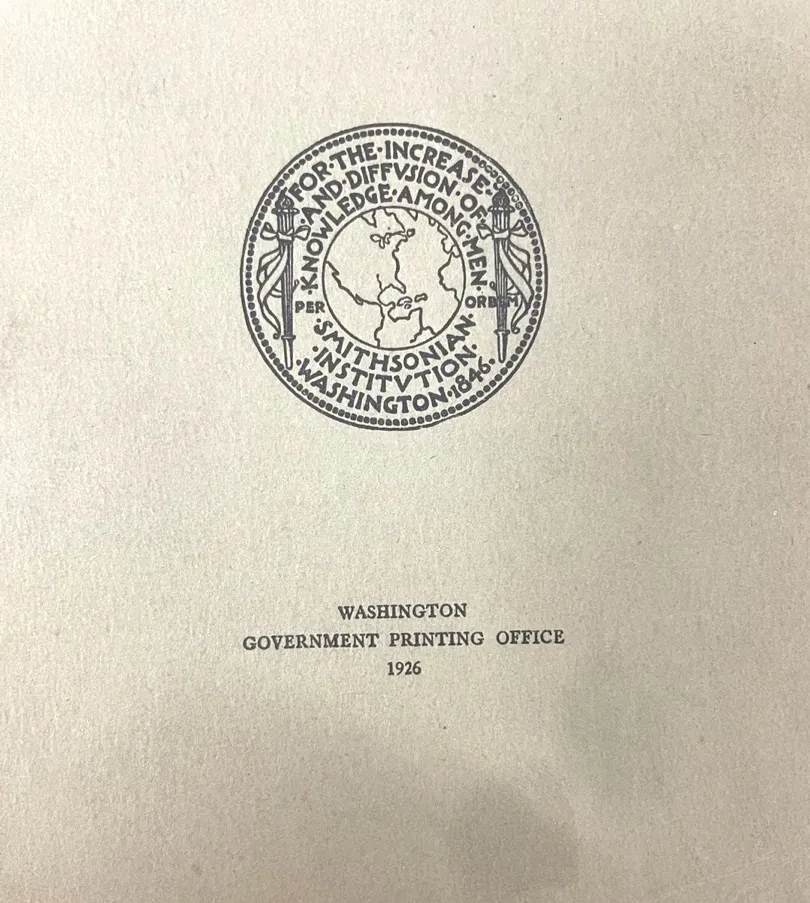 ·FOR·THE·INCREASE·
·AND·DIFFVSION·OF·
·KNOWLEDGE·AMONG·MEN·
PER ORBEM
·SMITHSONIAN·
·INSTITVTION·
·WASHINGTON·1846·
WASHINGTON
GOVERNMENT PRINTING OFFICE
1926